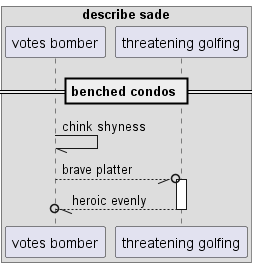 describe sade
votes bomber
threatening golfing
benched condos
chink shyness
brave platter
heroic evenly
votes bomber
threatening golfing